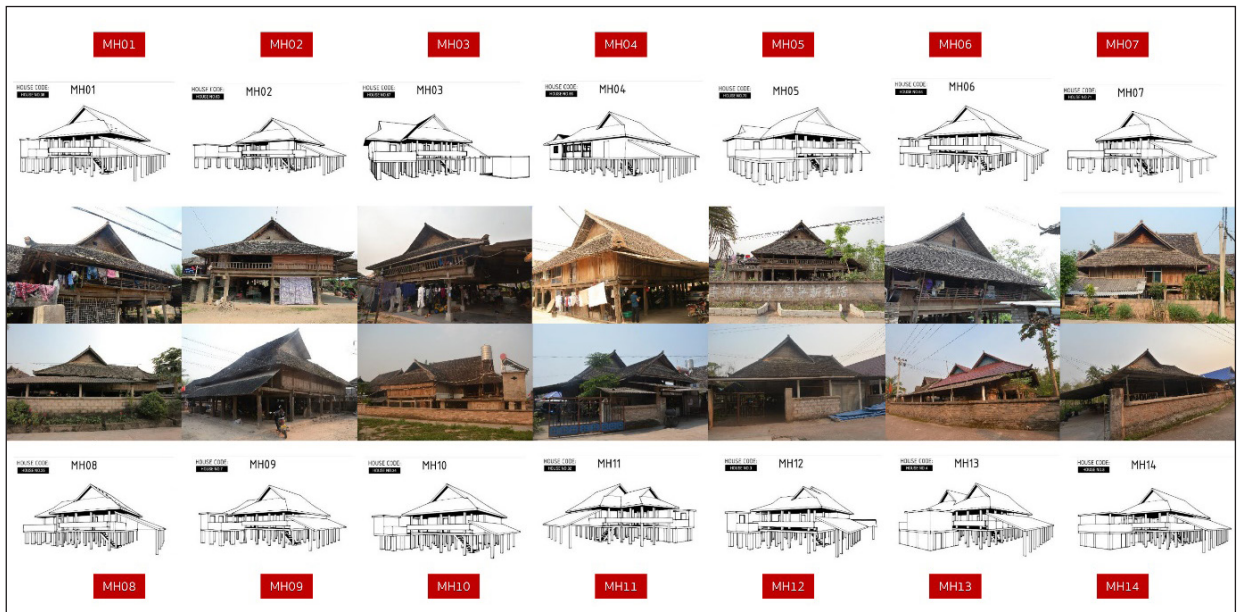 MH01 MH02 MH03 MH04 MH05 MH06 MH07
HOUSE CODE: MH01
HOUSE CODE: MH02
HOUSE CODE: MH03
HOUSE CODE: MH04
HOUSE CODE: MH05
HOUSE CODE: MH06
HOUSE CODE: MH07
HOUSE CODE: MH08
HOUSE CODE: MH09
HOUSE CODE: MH10
HOUSE CODE: MH11
HOUSE CODE: MH12
HOUSE CODE: MH13
HOUSE CODE: MH14
MH08 MH09 MH10 MH11 MH12 MH13 MH14